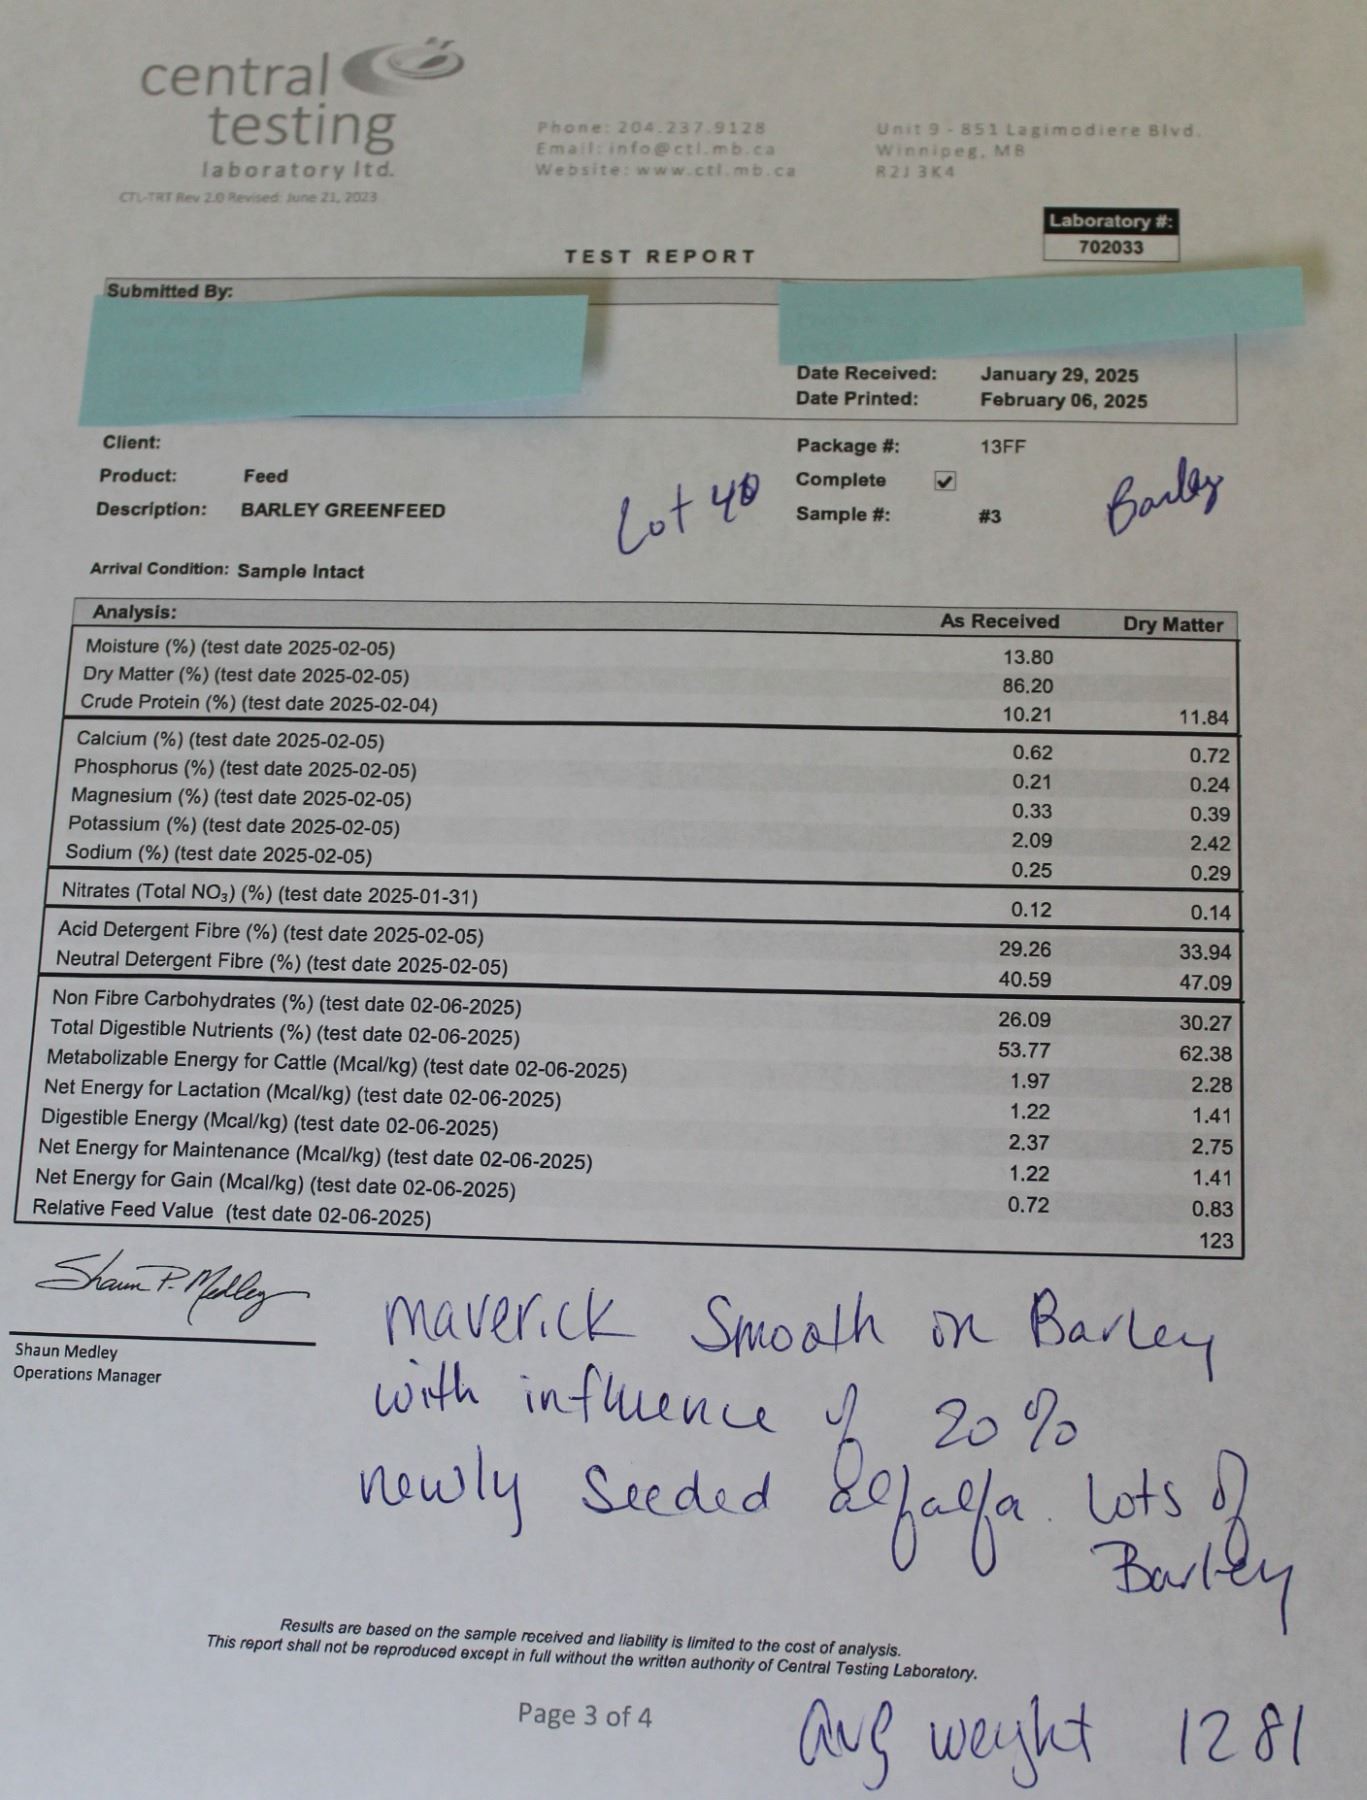 central
testing
laboratory ltd.
CTL-TRT Rev 2.0 Revised: June 21, 2023
Phone: 204.237.9128
Email: info@ctl.mb.ca
Website: www.ctl.mb.ca
Unit 9 - 851 Lagimodiere Blvd.
Winnipeg, MB
R2J 3K4
Laboratory #:
702033
TEST REPORT
Submitted By:
Date Received: January 29, 2025
Date Printed: February 06, 2025
Client:
Package #: 13FF
Product: Feed
Complete
Description: BARLEY GREENFEED
Sample #: #3
Lot 40
Barley
Arrival Condition: Sample Intact
Analysis: As Received Dry Matter
Moisture (%) (test date 2025-02-05) 13.80
Dry Matter (%) (test date 2025-02-05) 86.20
Crude Protein (%) (test date 2025-02-04) 10.21 11.84
Calcium (%) (test date 2025-02-05) 0.62 0.72
Phosphorus (%) (test date 2025-02-05) 0.21 0.24
Magnesium (%) (test date 2025-02-05) 0.33 0.39
Potassium (%) (test date 2025-02-05) 2.09 2.42
Sodium (%) (test date 2025-02-05) 0.25 0.29
Nitrates (Total NO₃) (%) (test date 2025-01-31) 0.12 0.14
Acid Detergent Fibre (%) (test date 2025-02-05) 29.26 33.94
Neutral Detergent Fibre (%) (test date 2025-02-05) 40.59 47.09
Non Fibre Carbohydrates (%) (test date 02-06-2025) 26.09 30.27
Total Digestible Nutrients (%) (test date 02-06-2025) 53.77 62.38
Metabolizable Energy for Cattle (Mcal/kg) (test date 02-06-2025) 1.97 2.28
Net Energy for Lactation (Mcal/kg) (test date 02-06-2025) 1.22 1.41
Digestible Energy (Mcal/kg) (test date 02-06-2025) 2.37 2.75
Net Energy for Maintenance (Mcal/kg) (test date 02-06-2025) 1.22 1.41
Net Energy for Gain (Mcal/kg) (test date 02-06-2025) 0.72 0.83
Relative Feed Value (test date 02-06-2025) 123
Shaun P. Medley
Shaun Medley
Operations Manager
maverick Smooth on Barley
with influence of 20%
newly Seeded alfalfa. Lots of
Barley
Results are based on the sample received and liability is limited to the cost of analysis.
This report shall not be reproduced except in full without the written authority of Central Testing Laboratory.
Page 3 of 4
avg weight 1281